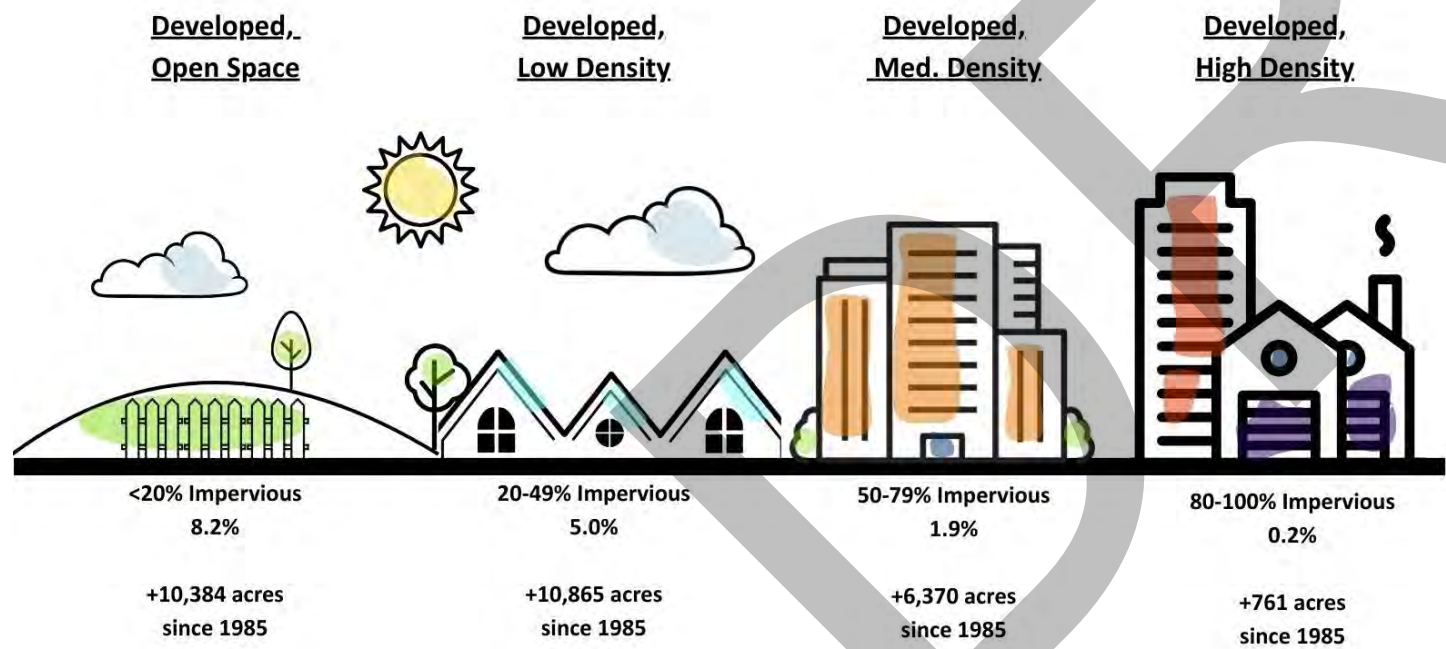 Developed,
Open Space
<20% Impervious
8.2%
+10,384 acres
since 1985
Developed,
Low Density
20-49% Impervious
5.0%
+10,865 acres
since 1985
Developed,
Med. Density
50-79% Impervious
1.9%
+6,370 acres
since 1985
Developed,
High Density
80-100% Impervious
0.2%
+761 acres
since 1985